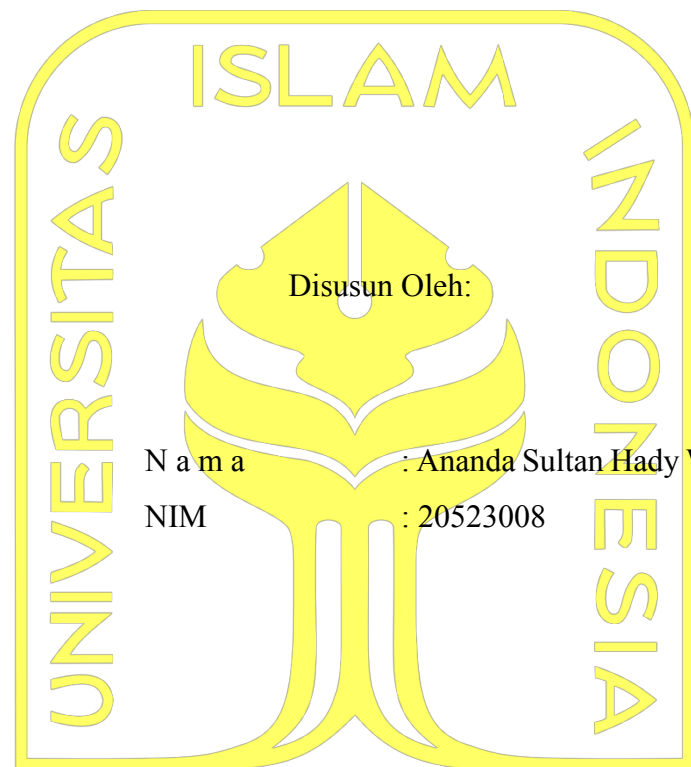 ISLAM
UNIVERSITAS
INDONESIA
Disusun Oleh:
N a m a : Ananda Sultan Hady
NIM : 20523008